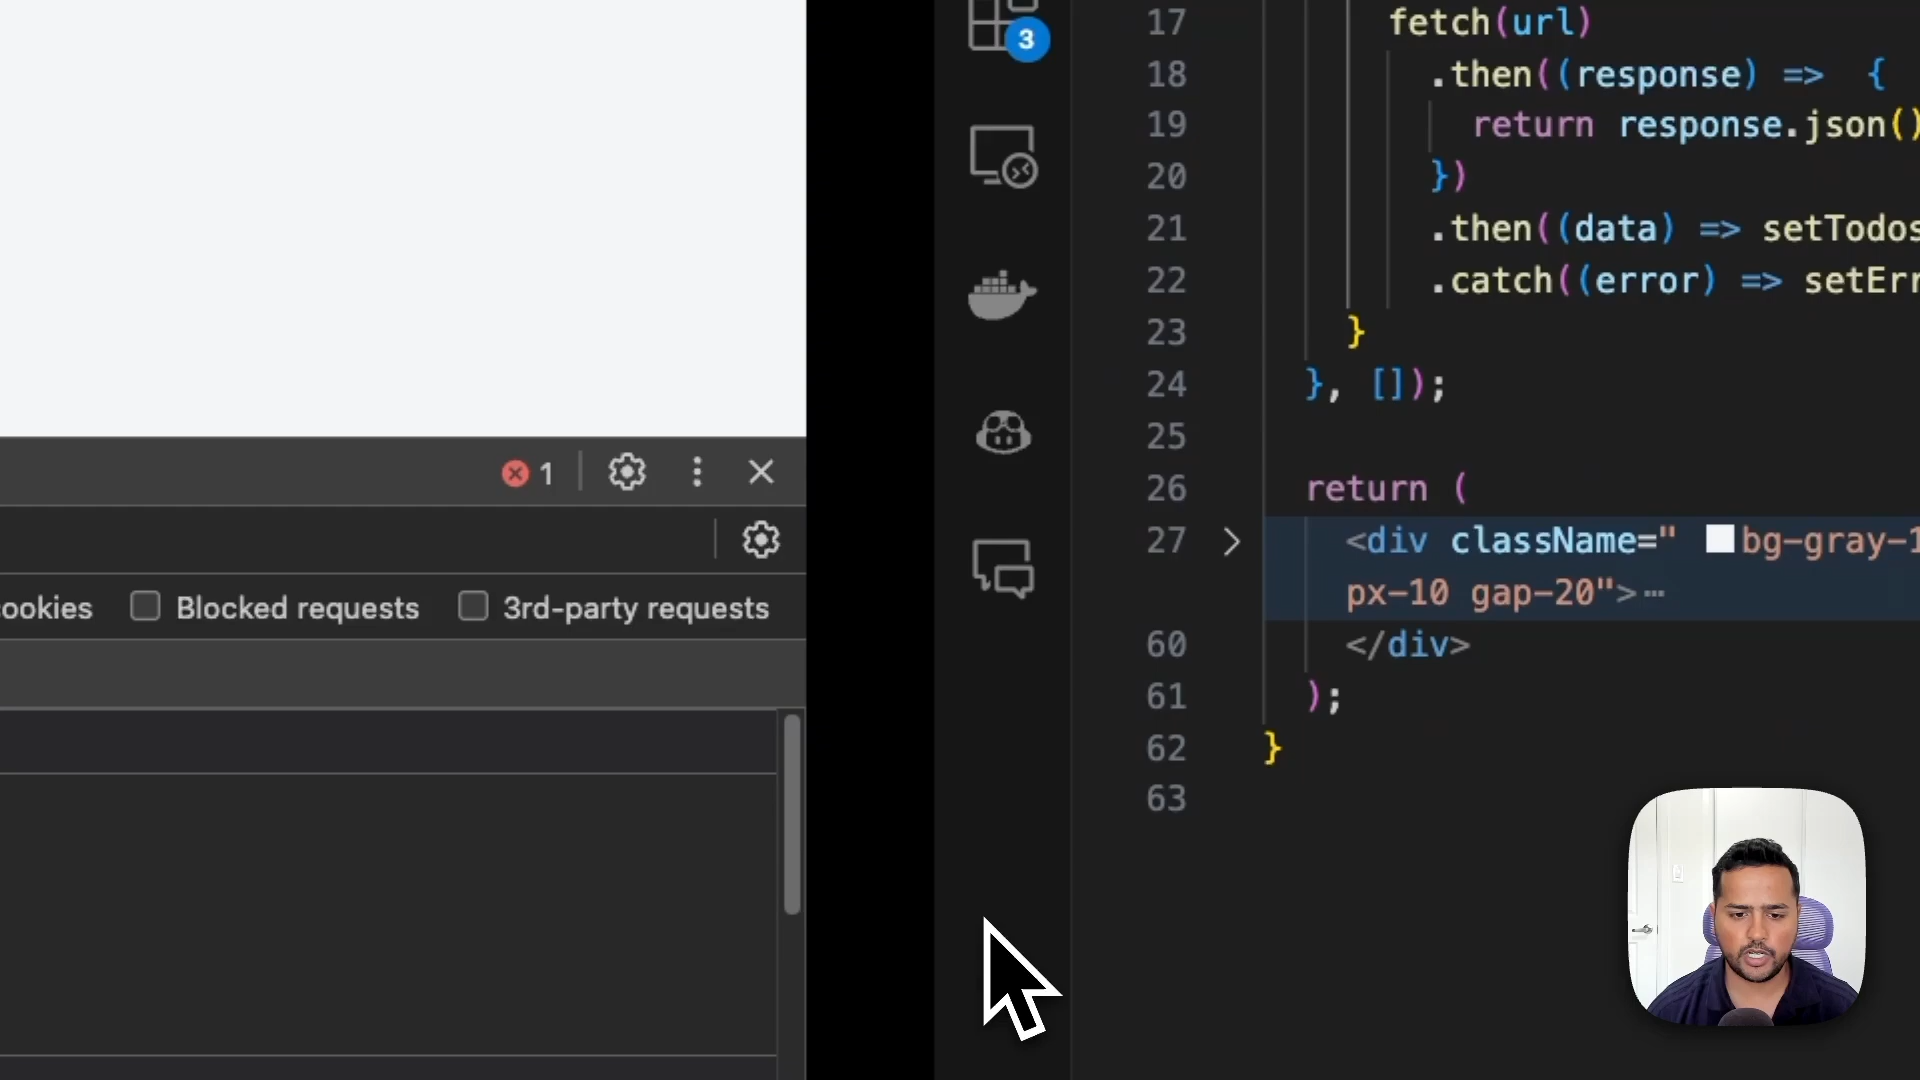 1
cookies
Blocked requests
3rd-party requests
3
17 fetch(url)
18 .then((response) => {
19 return response.json()
20 })
21 .then((data) => setTodos
22 .catch((error) => setErr
23 }
24 }, []);
25
26 return (
27 <div className=" bg-gray-1
px-10 gap-20">⋯
60 </div>
61 );
62 }
63